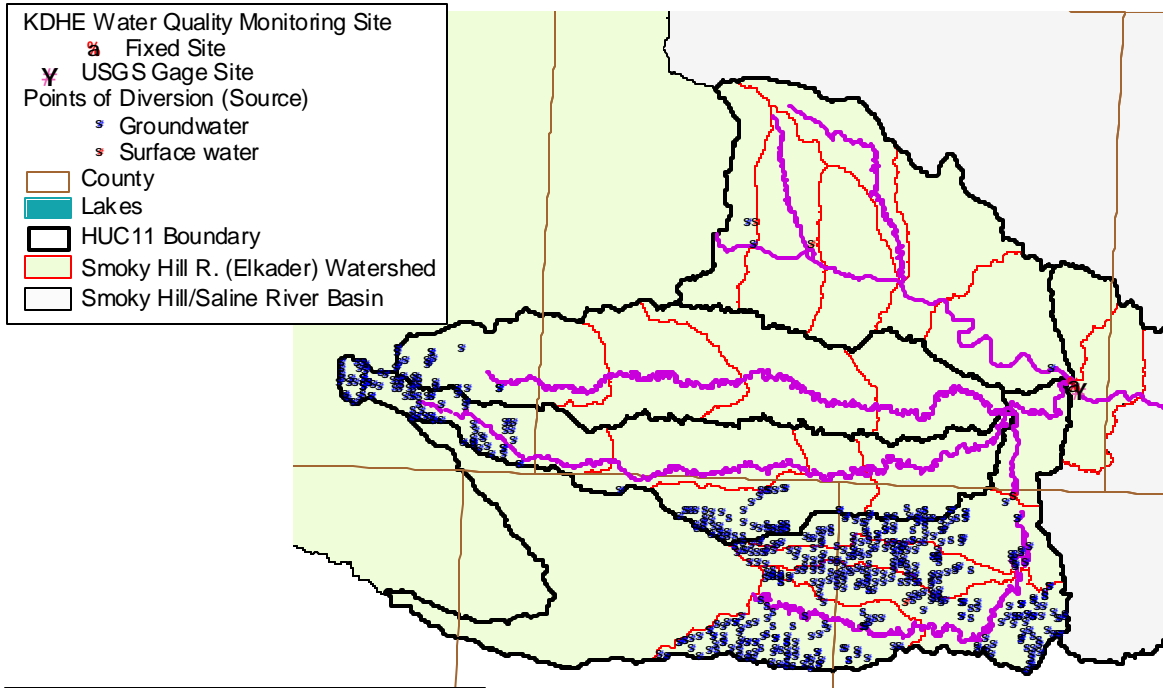 KDHE Water Quality Monitoring Site
Fixed Site
USGS Gage Site
Points of Diversion (Source)
Groundwater
Surface water
County
Lakes
HUC11 Boundary
Smoky Hill R. (Elkader) Watershed
Smoky Hill/Saline River Basin